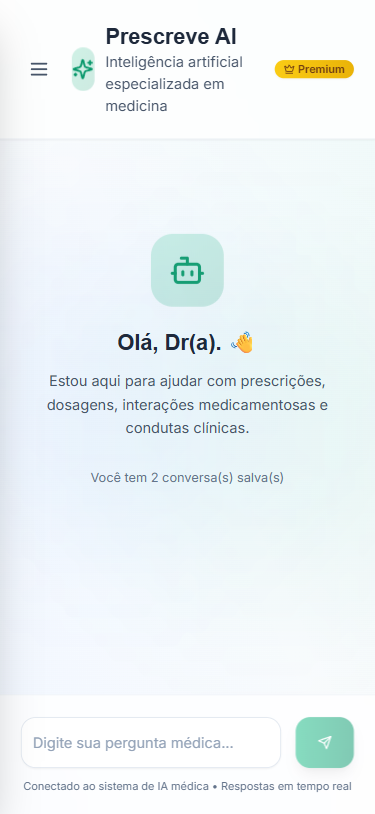 Prescreve AI
Inteligência artificial
especializada em
medicina
Premium
Olá, Dr(a). 👋
Estou aqui para ajudar com prescrições,
dosagens, interações medicamentosas e
condutas clínicas.
Você tem 2 conversa(s) salva(s)
Digite sua pergunta médica...
Conectado ao sistema de IA médica • Respostas em tempo real